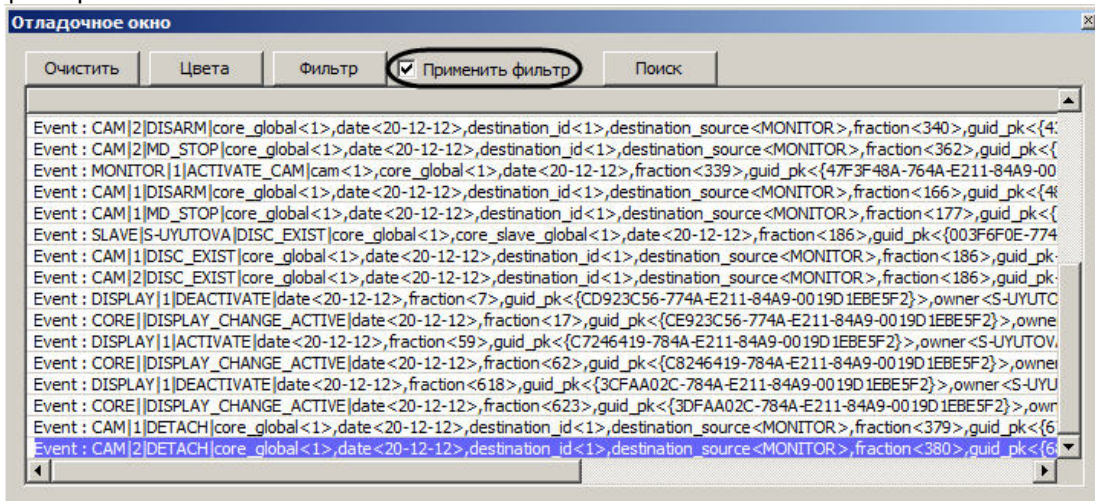 Отладочное окно
Очистить Цвета Фильтр Применить фильтр Поиск
Event : CAM|2|DISARM|core_global<1>,date<20-12-12>,destination_id<1>,destination_source<MONITOR>,fraction<340>,guid_pk<{4
Event : CAM|2|MD_STOP|core_global<1>,date<20-12-12>,destination_id<1>,destination_source<MONITOR>,fraction<362>,guid_pk<{
Event : MONITOR|1|ACTIVATE_CAM|cam<1>,core_global<1>,date<20-12-12>,fraction<339>,guid_pk<{47F3F48A-764A-E211-84A9-00
Event : CAM|1|DISARM|core_global<1>,date<20-12-12>,destination_id<1>,destination_source<MONITOR>,fraction<166>,guid_pk<{4
Event : CAM|1|MD_STOP|core_global<1>,date<20-12-12>,destination_id<1>,destination_source<MONITOR>,fraction<177>,guid_pk<{
Event : SLAVE|S-UYUTOVA|DISC_EXIST|core_global<1>,core_slave_global<1>,date<20-12-12>,fraction<186>,guid_pk<{003F6F0E-774
Event : CAM|1|DISC_EXIST|core_global<1>,date<20-12-12>,destination_id<1>,destination_source<MONITOR>,fraction<186>,guid_pk
Event : CAM|2|DISC_EXIST|core_global<1>,date<20-12-12>,destination_id<1>,destination_source<MONITOR>,fraction<186>,guid_pk
Event : DISPLAY|1|DEACTIVATE|date<20-12-12>,fraction<7>,guid_pk<{CD923C56-774A-E211-84A9-0019D1EBE5F2}>,owner<S-UYUTO
Event : CORE||DISPLAY_CHANGE_ACTIVE|date<20-12-12>,fraction<17>,guid_pk<{CE923C56-774A-E211-84A9-0019D1EBE5F2}>,owne
Event : DISPLAY|1|ACTIVATE|date<20-12-12>,fraction<59>,guid_pk<{C7246419-784A-E211-84A9-0019D1EBE5F2}>,owner<S-UYUTOV
Event : CORE||DISPLAY_CHANGE_ACTIVE|date<20-12-12>,fraction<62>,guid_pk<{C8246419-784A-E211-84A9-0019D1EBE5F2}>,owner
Event : DISPLAY|1|DEACTIVATE|date<20-12-12>,fraction<618>,guid_pk<{3CFAA02C-784A-E211-84A9-0019D1EBE5F2}>,owner<S-UYU
Event : CORE||DISPLAY_CHANGE_ACTIVE|date<20-12-12>,fraction<623>,guid_pk<{3DFAA02C-784A-E211-84A9-0019D1EBE5F2}>,own
Event : CAM|1|DETACH|core_global<1>,date<20-12-12>,destination_id<1>,destination_source<MONITOR>,fraction<379>,guid_pk<{6
Event : CAM|2|DETACH|core_global<1>,date<20-12-12>,destination_id<1>,destination_source<MONITOR>,fraction<380>,guid_pk<{6